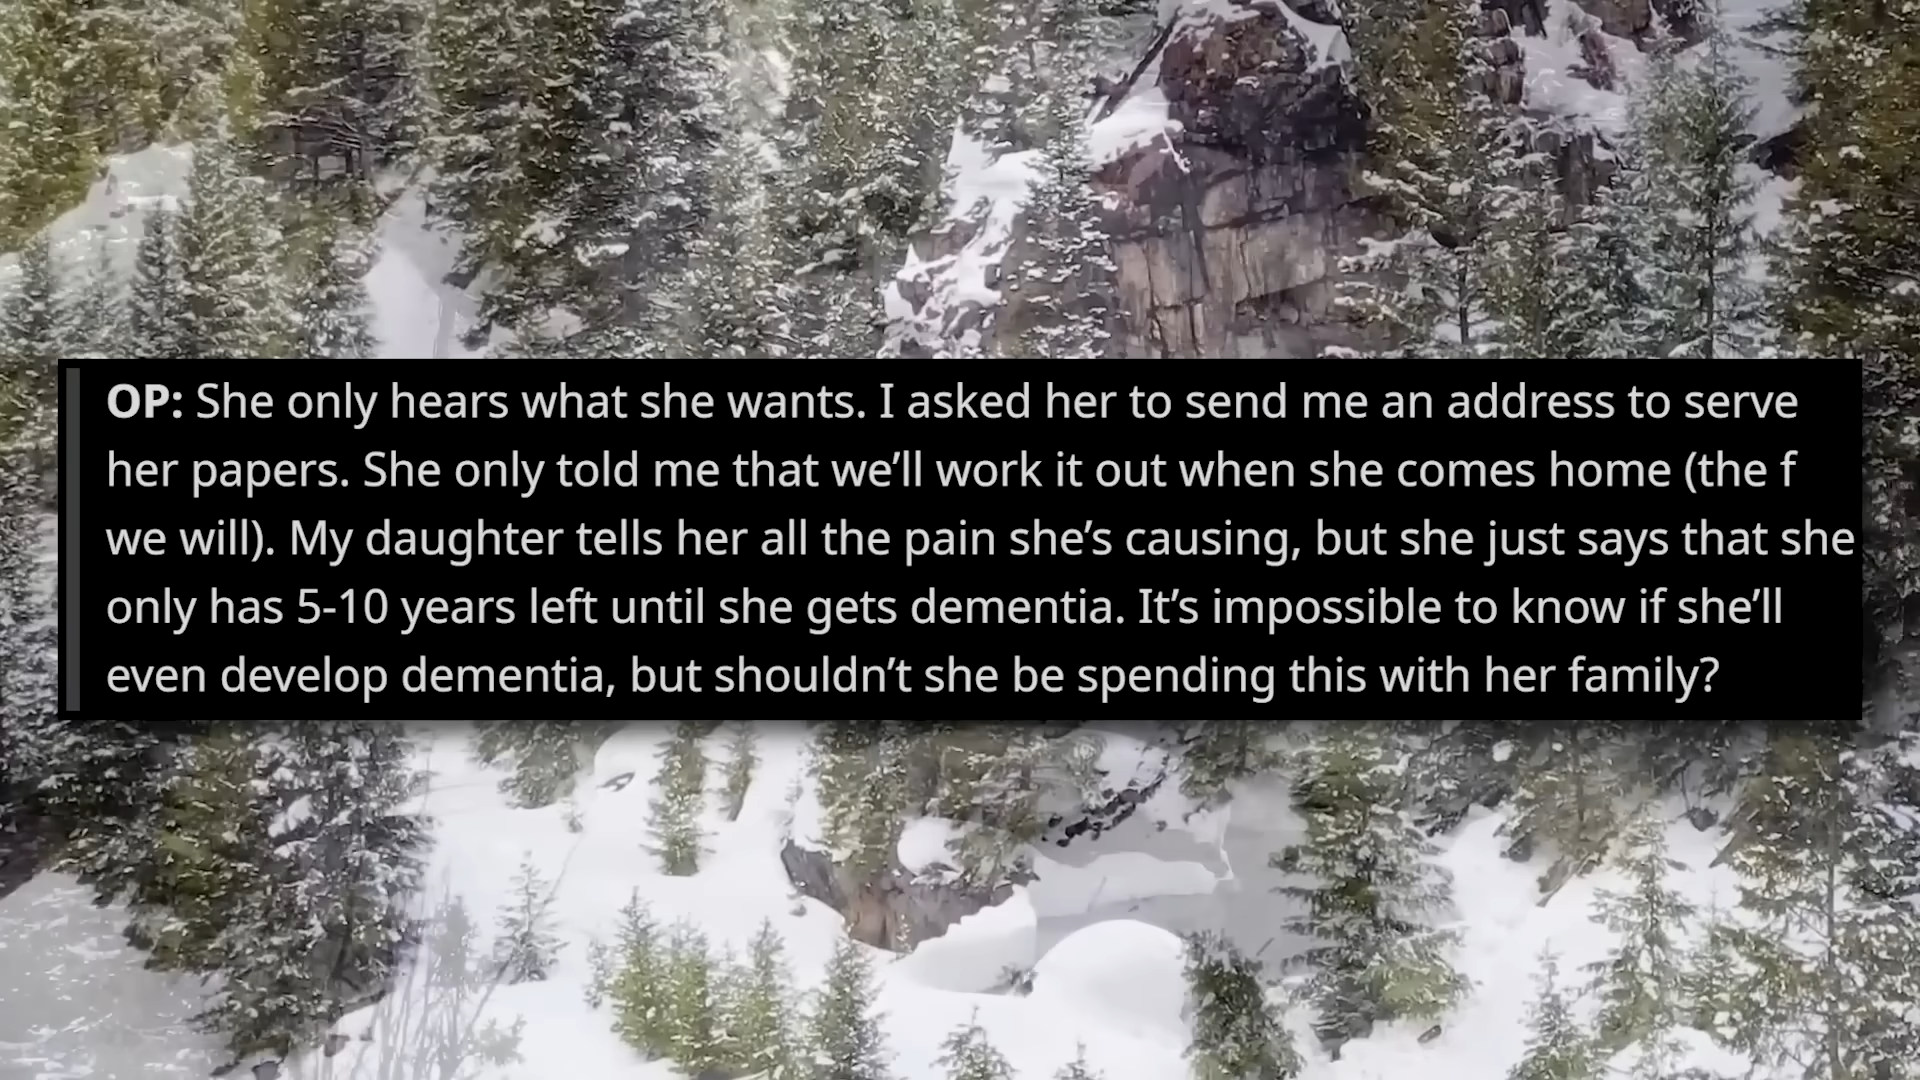 OP: She only hears what she wants. I asked her to send me an address to serve
her papers. She only told me that we’ll work it out when she comes home (the f
we will). My daughter tells her all the pain she’s causing, but she just says that she
only has 5-10 years left until she gets dementia. It’s impossible to know if she’ll
even develop dementia, but shouldn’t she be spending this with her family?